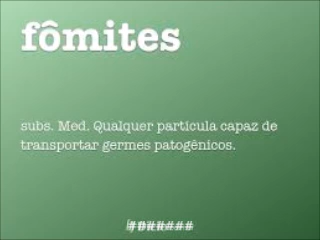 fômites
subs. Med. Qualquer partícula capaz de
transportar germes patogênicos.